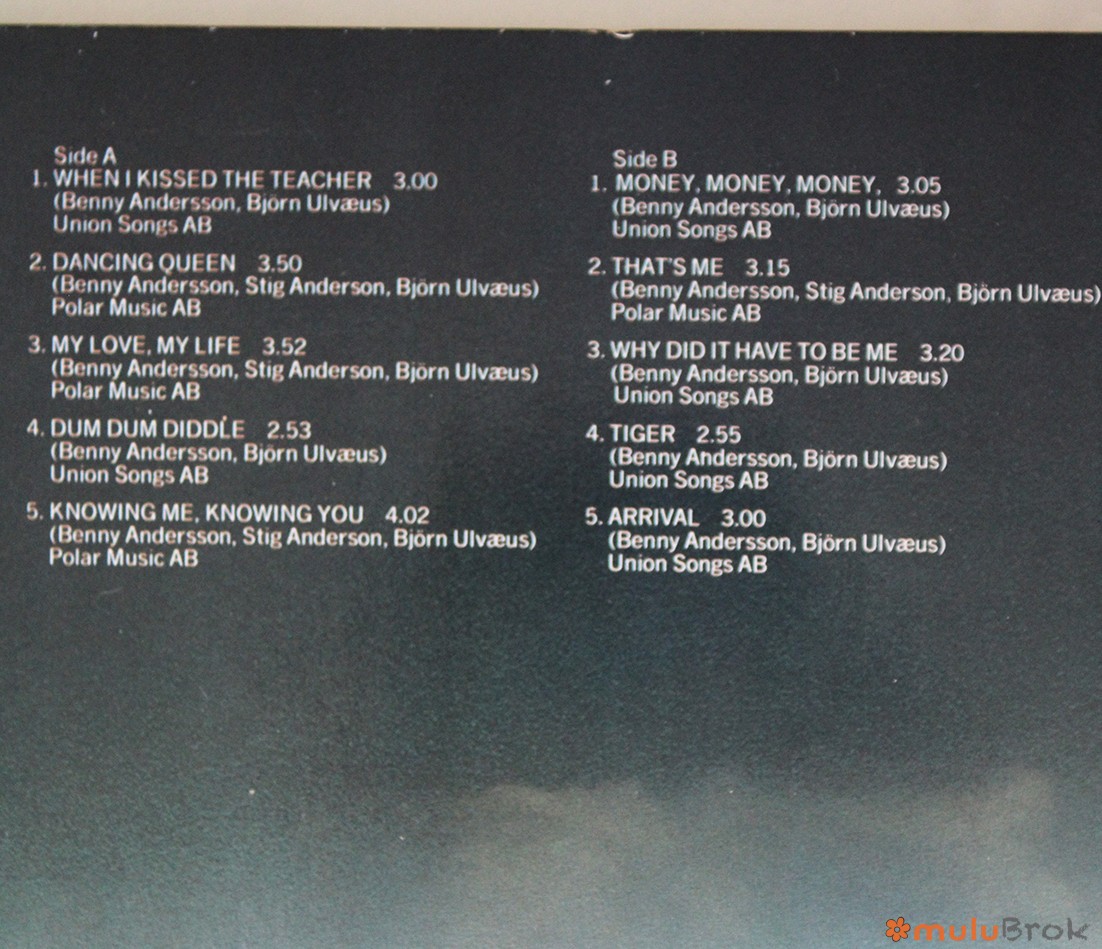 Side A
1. WHEN I KISSED THE TEACHER 3.00
(Benny Andersson, Björn Ulvæus)
Union Songs AB
2. DANCING QUEEN 3.50
(Benny Andersson, Stig Anderson, Björn Ulvæus)
Polar Music AB
3. MY LOVE, MY LIFE 3.52
(Benny Andersson, Stig Anderson, Björn Ulvæus)
Polar Music AB
4. DUM DUM DIDDLE 2.53
(Benny Andersson, Björn Ulvæus)
Union Songs AB
5. KNOWING ME, KNOWING YOU 4.02
(Benny Andersson, Stig Anderson, Björn Ulvæus)
Polar Music AB
Side B
1. MONEY, MONEY, MONEY, 3.05
(Benny Andersson, Björn Ulvæus)
Union Songs AB
2. THAT'S ME 3.15
(Benny Andersson, Stig Anderson, Björn Ulvæus)
Polar Music AB
3. WHY DID IT HAVE TO BE ME 3.20
(Benny Andersson, Björn Ulvæus)
Union Songs AB
4. TIGER 2.55
(Benny Andersson, Björn Ulvæus)
Union Songs AB
5. ARRIVAL 3.00
(Benny Andersson, Björn Ulvæus)
Union Songs AB
muluBrok